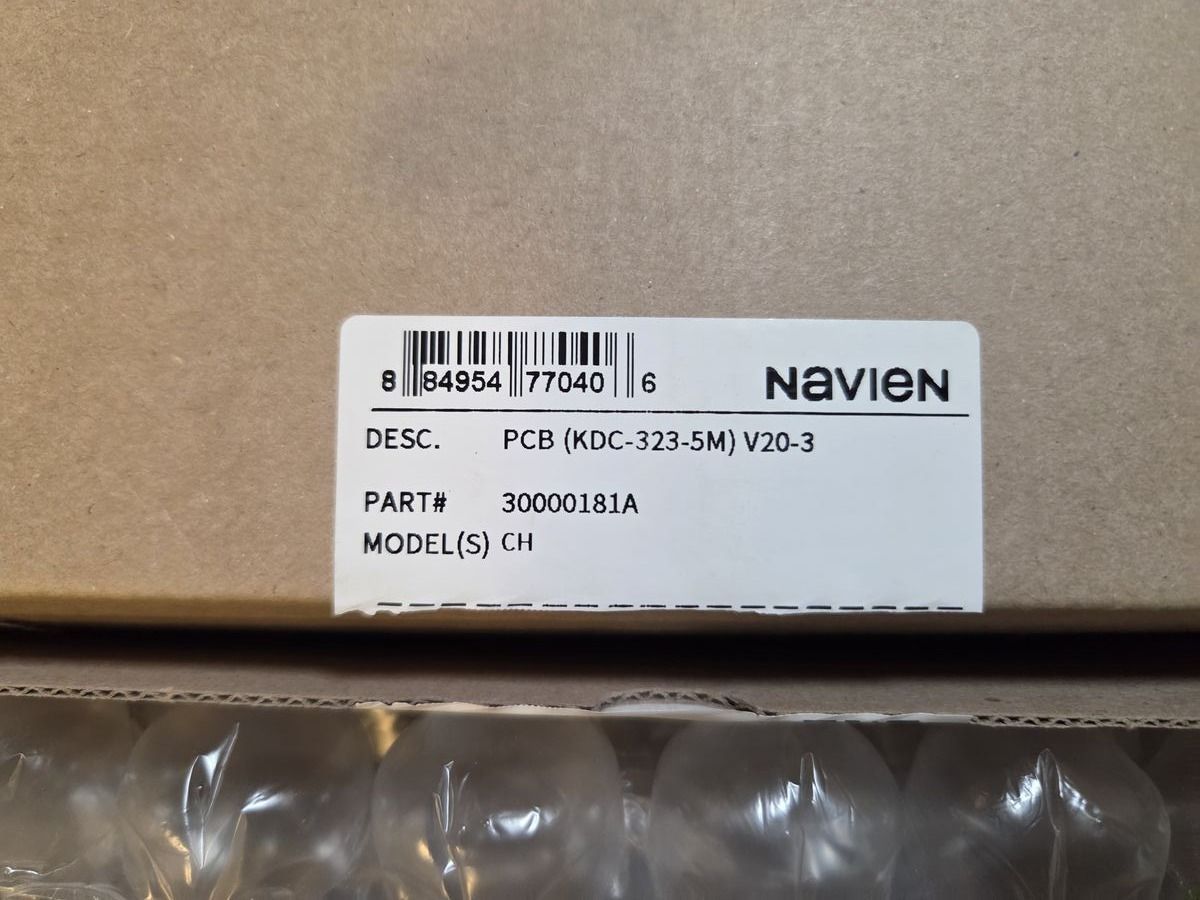 8 84954 77040 6
NAVIEN
DESC. PCB (KDC-323-5M) V20-3
PART# 30000181A
MODEL(S) CH